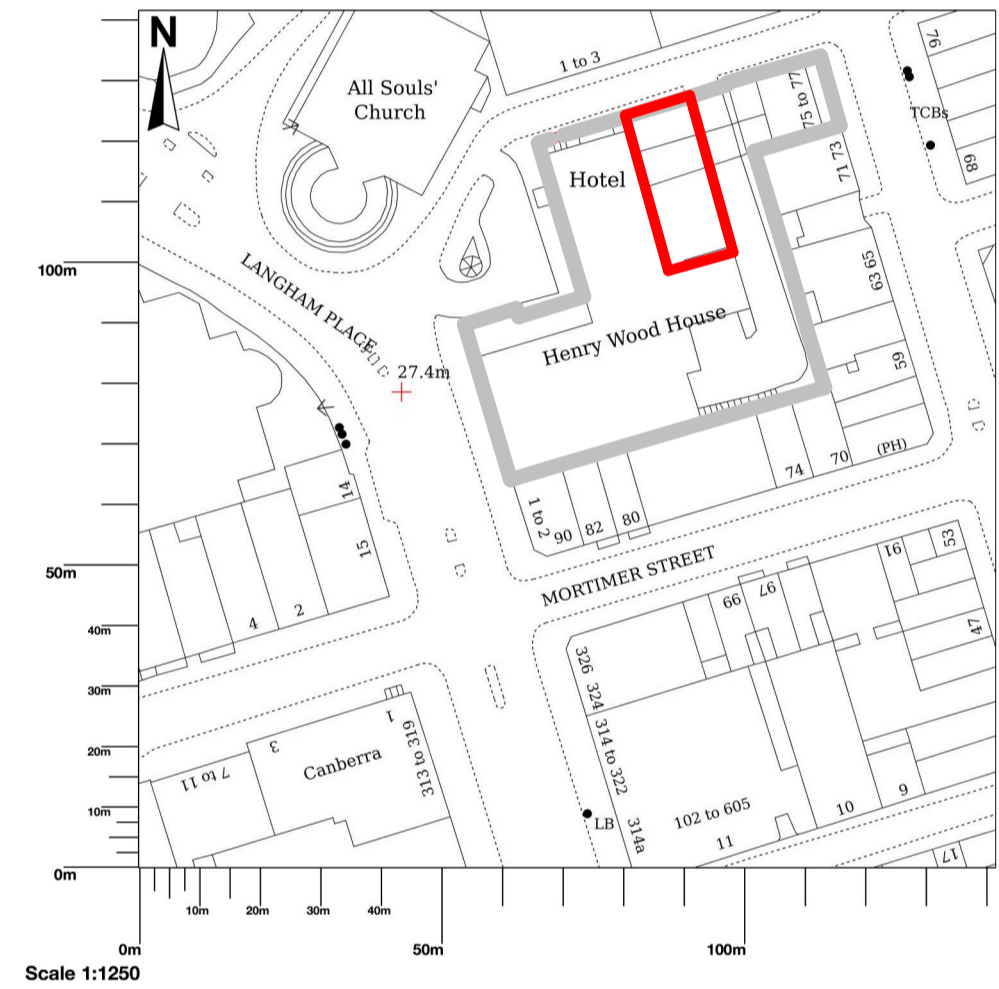 N
All Souls'
Church
1 to 3
76
TCBs
68
75 to 77
71 73
Hotel
100m
LANGHAM PLACE
27.4m
Henry Wood House
63 65
59
(PH)
70
74
80
82
90
1 to 2
14
15
50m
MORTIMER STREET
4
2
40m
30m
20m
10m
0m
53
91
97
99
47
326
324
314 to 322
314a
LB
102 to 605
11
10
9
17
1
3
7 to 11
Canberra
313 to 319
10m
20m
30m
40m
0m
50m
100m
Scale 1:1250